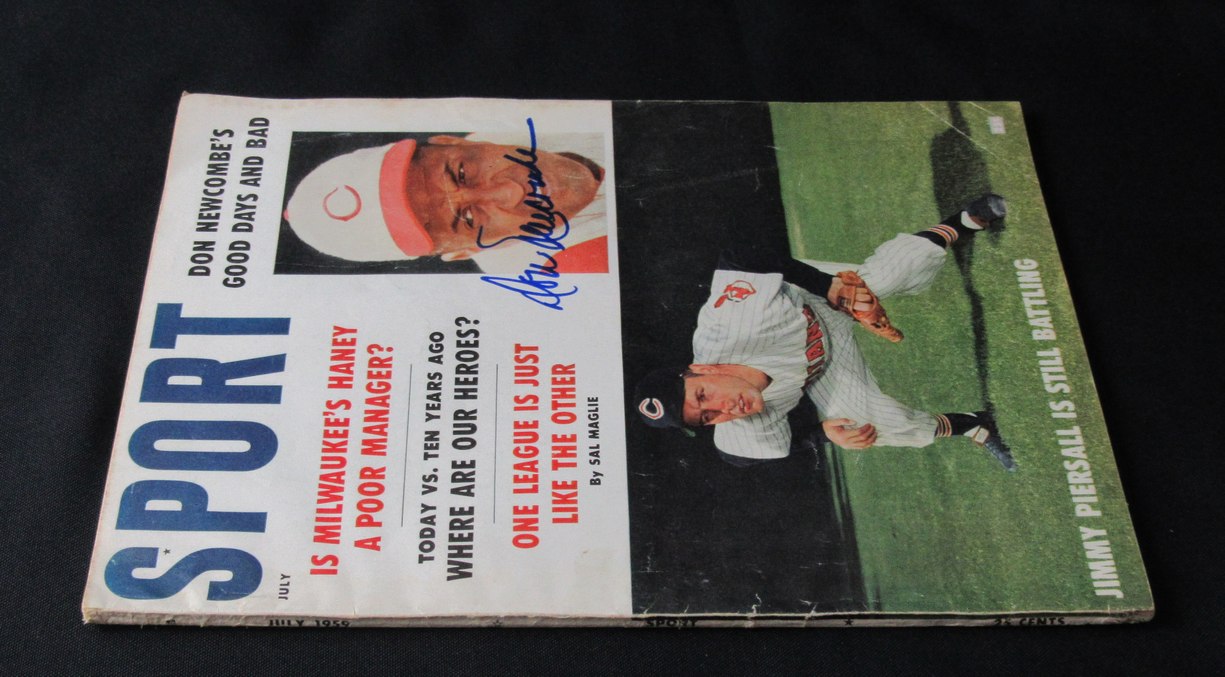 SPORT
JULY
DON NEWCOMBE'S
GOOD DAYS AND BAD
IS MILWAUKEE'S HANEY
A POOR MANAGER?
TODAY VS. TEN YEARS AGO
WHERE ARE OUR HEROES?
ONE LEAGUE IS JUST
LIKE THE OTHER
By SAL MAGLIE
C
Don Newcombe
C
JIMMY PIERSALL IS STILL BATTLING
JULY 1959
SPORT
25 CENTS